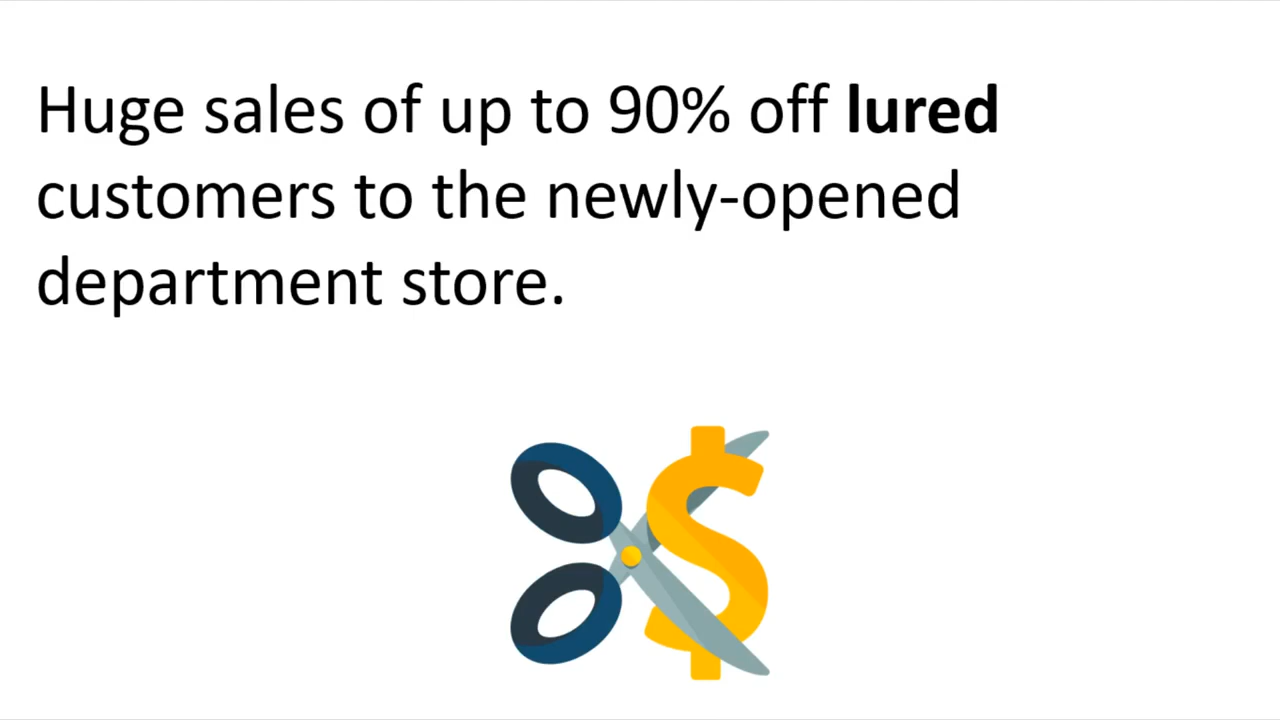 Huge sales of up to 90% off lured
customers to the newly-opened
department store.